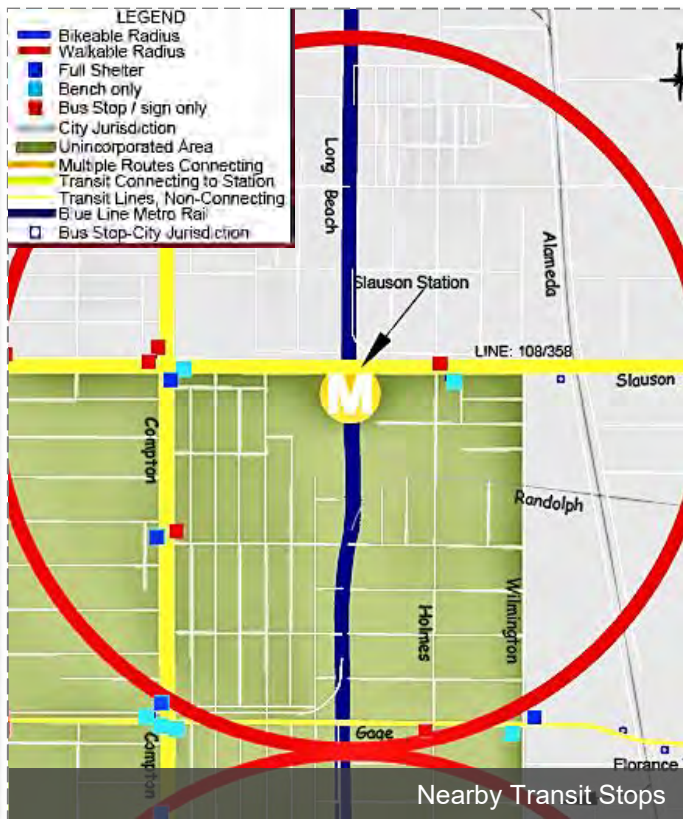 LEGEND
Bikeable Radius
Walkable Radius
Full Shelter
Bench only
Bus Stop / sign only
City Jurisdiction
Unincorporated Area
Multiple Routes Connecting
Transit Connecting to Station
Transit Lines, Non-Connecting
Blue Line Metro Rail
Bus Stop-City Jurisdiction
Long Beach
Alameda
Slauson Station
LINE: 108/358
Slauson
M
Compton
Randolph
Holmes
Wilmington
Gage
Compton
Florance
Nearby Transit Stops